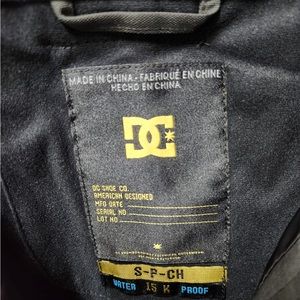 MADE IN CHINA - FABRIQUÉ EN CHINE
HECHO EN CHINA
DC
DC SHOE CO.
AMERICAN DESIGNED
MFG DATE
SERIAL NO
LOT NO
S-P-CH
WATER 15 K PROOF